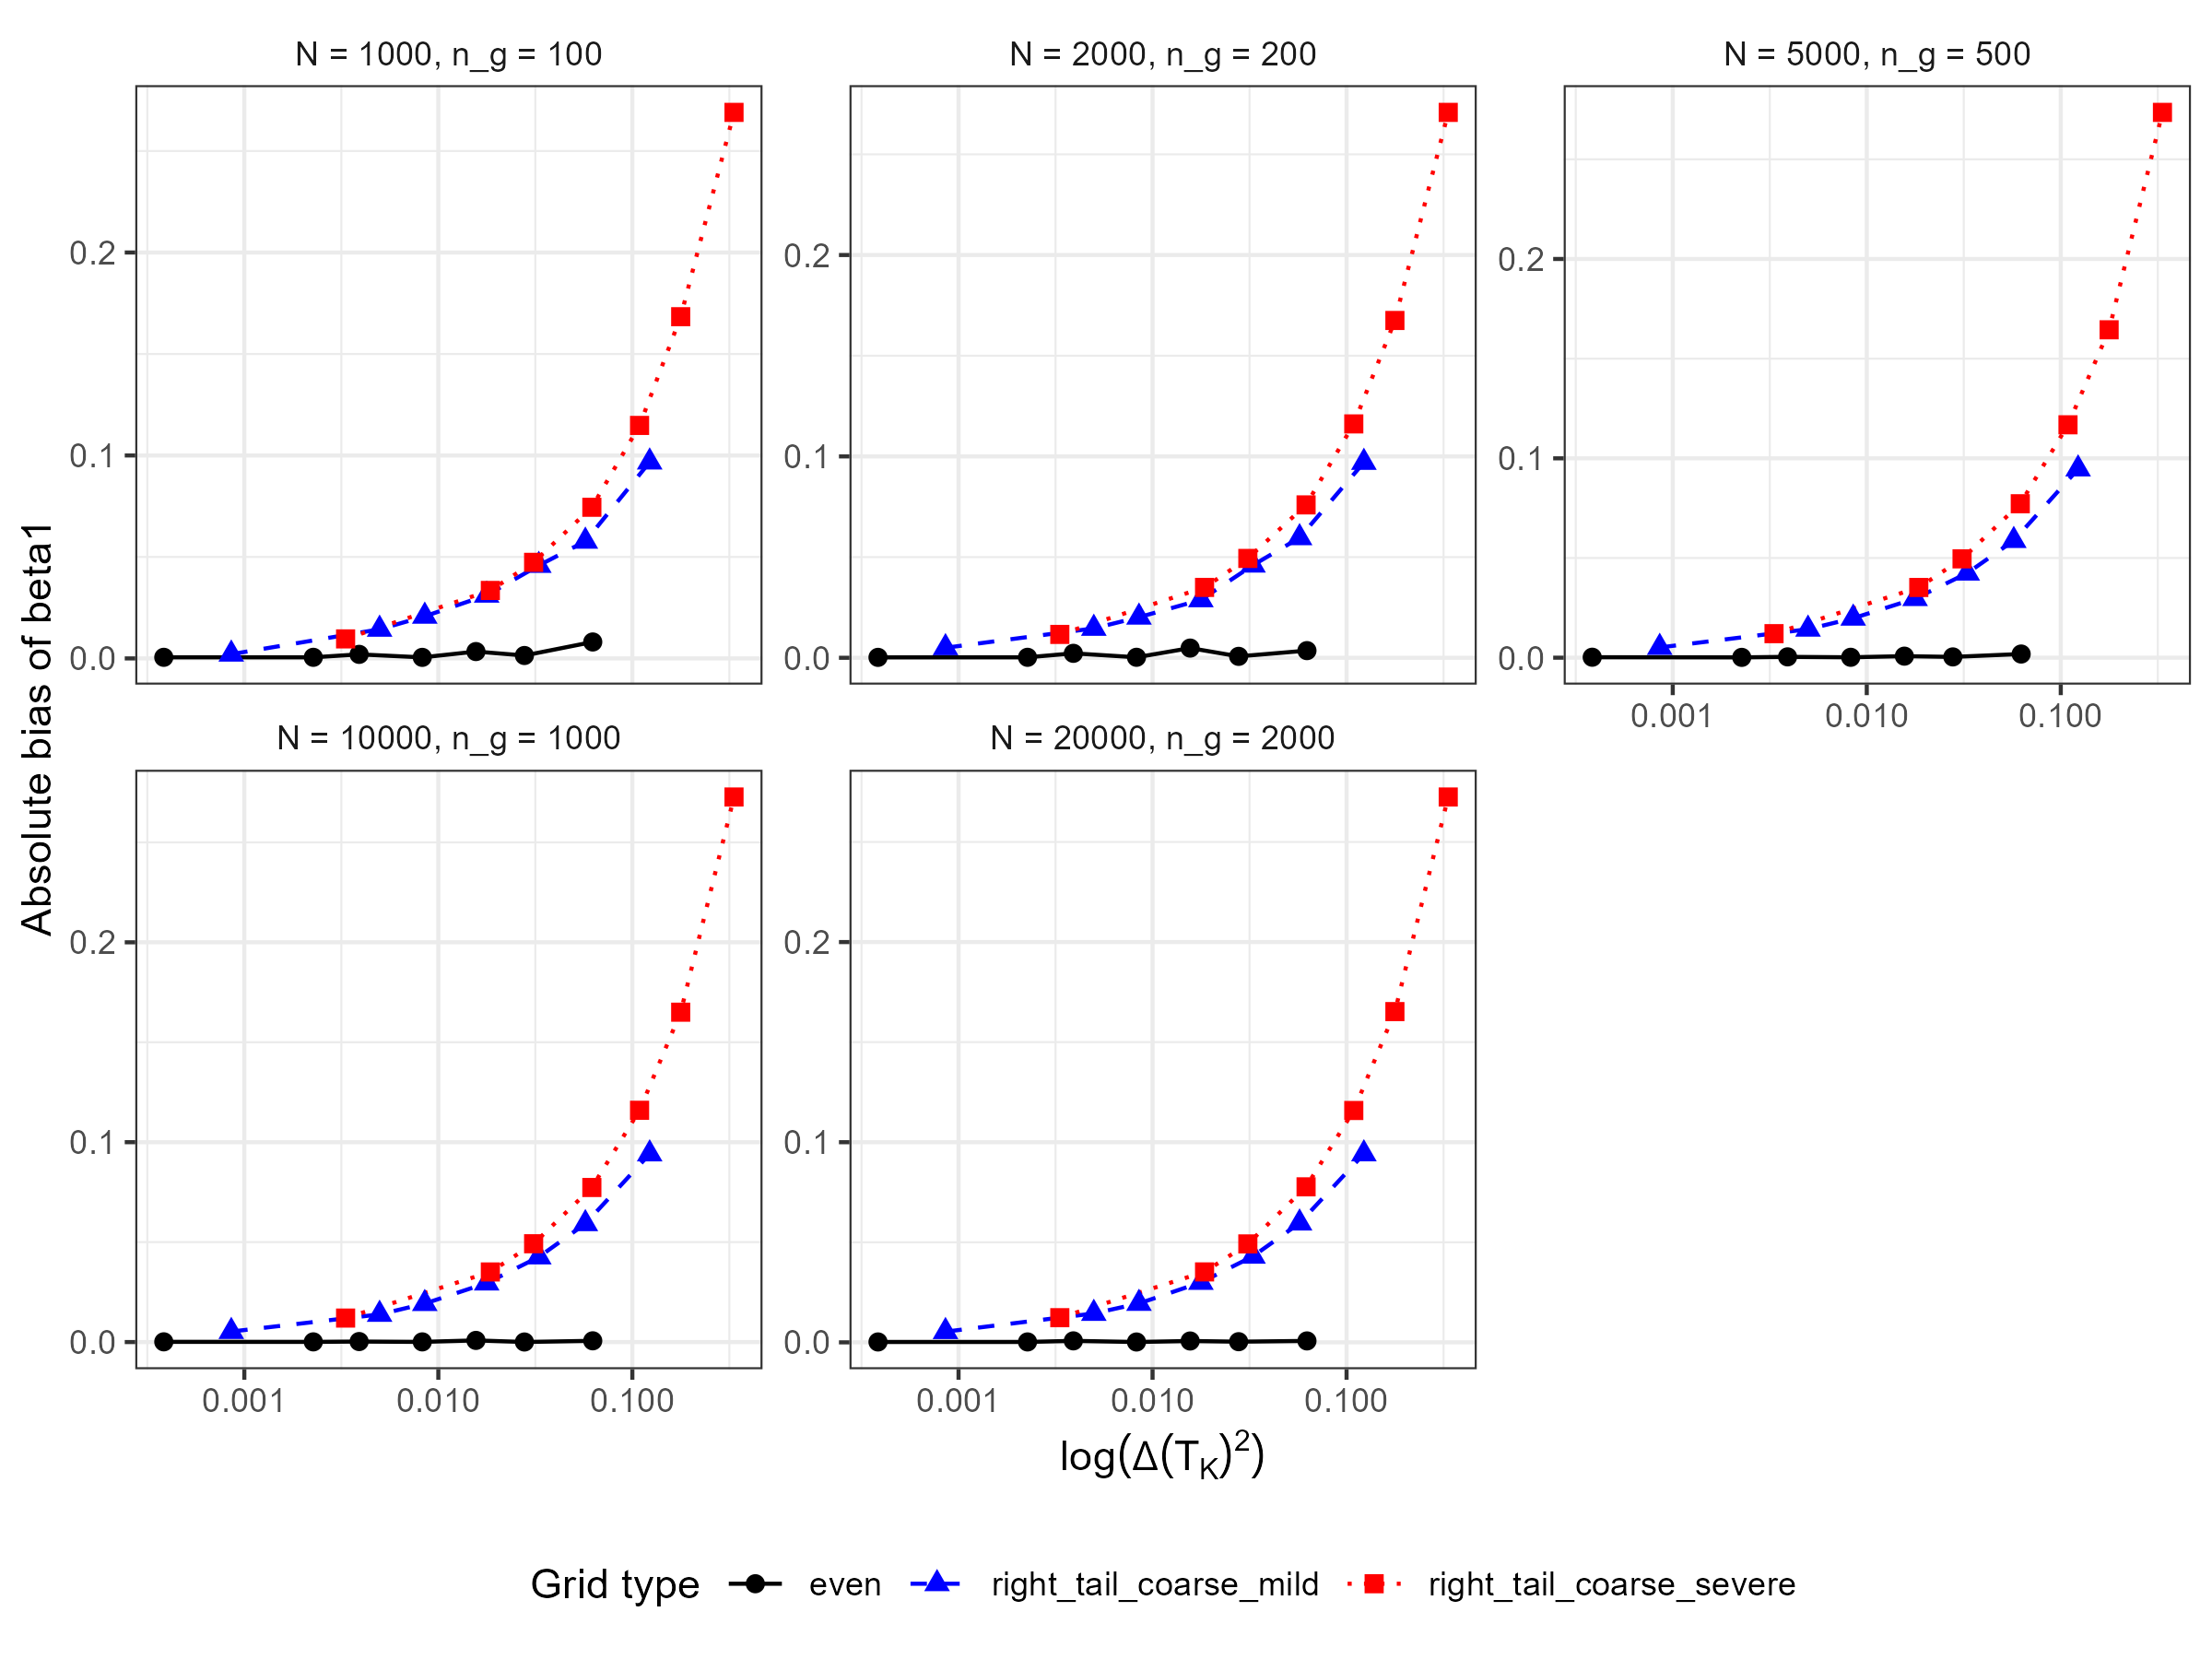 N = 1000, n_g = 100
N = 2000, n_g = 200
N = 5000, n_g = 500
0.2
0.1
0.0
0.2
0.1
0.0
0.2
0.1
0.0
0.001 0.010 0.100
Absolute bias of beta1
N = 10000, n_g = 1000
N = 20000, n_g = 2000
0.2
0.1
0.0
0.2
0.1
0.0
0.001 0.010 0.100
0.001 0.010 0.100
log(Δ(T_K)²)
Grid type even right_tail_coarse_mild right_tail_coarse_severe